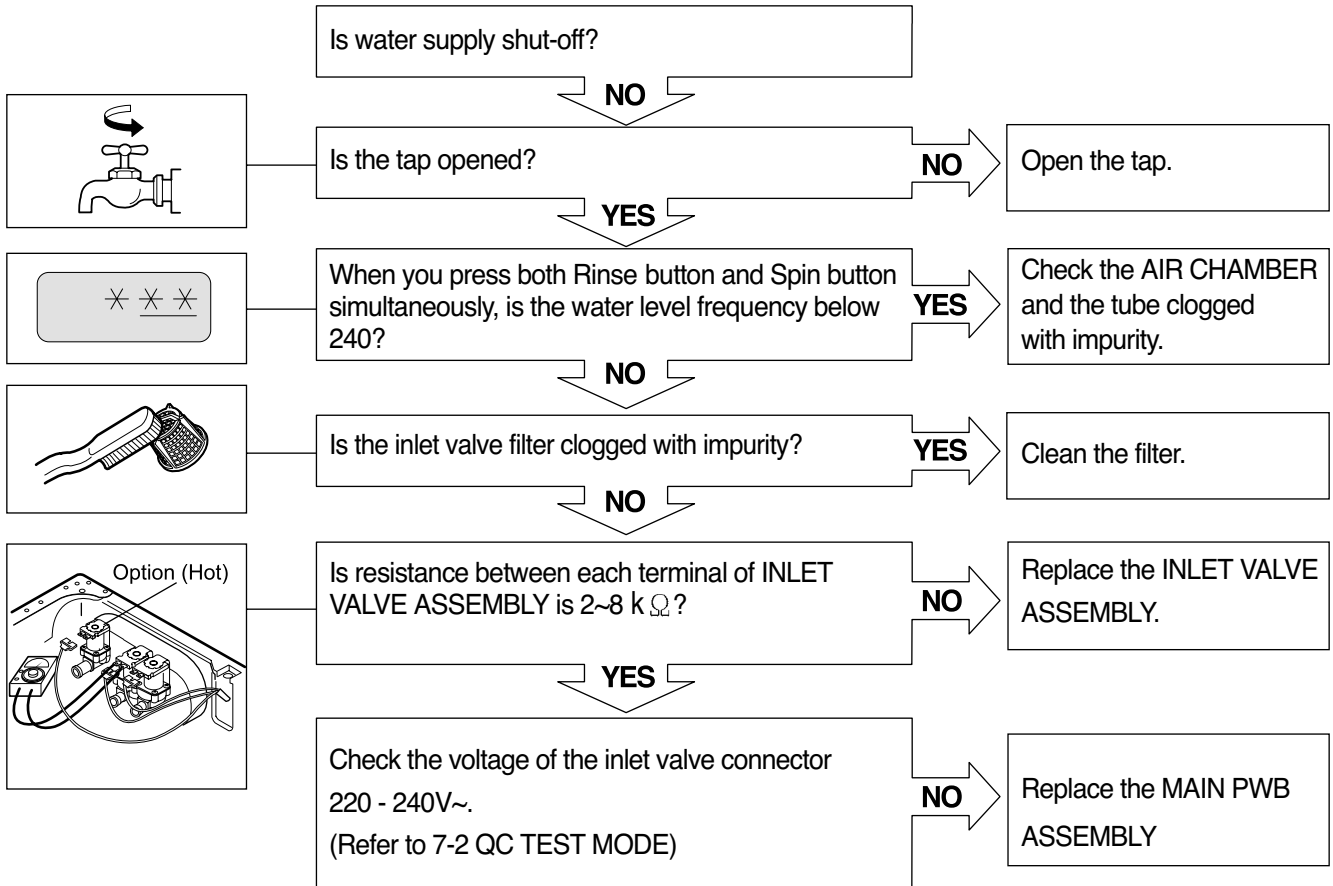 Is water supply shut-off?
NO
Is the tap opened?
NO
Open the tap.
YES
When you press both Rinse button and Spin button
simultaneously, is the water level frequency below
240?
YES
Check the AIR CHAMBER
and the tube clogged
with impurity.
NO
Is the inlet valve filter clogged with impurity?
YES
Clean the filter.
NO
Option (Hot)
Is resistance between each terminal of INLET
VALVE ASSEMBLY is 2~8 k Ω ?
NO
Replace the INLET VALVE
ASSEMBLY.
YES
Check the voltage of the inlet valve connector
220 - 240V~.
(Refer to 7-2 QC TEST MODE)
NO
Replace the MAIN PWB
ASSEMBLY